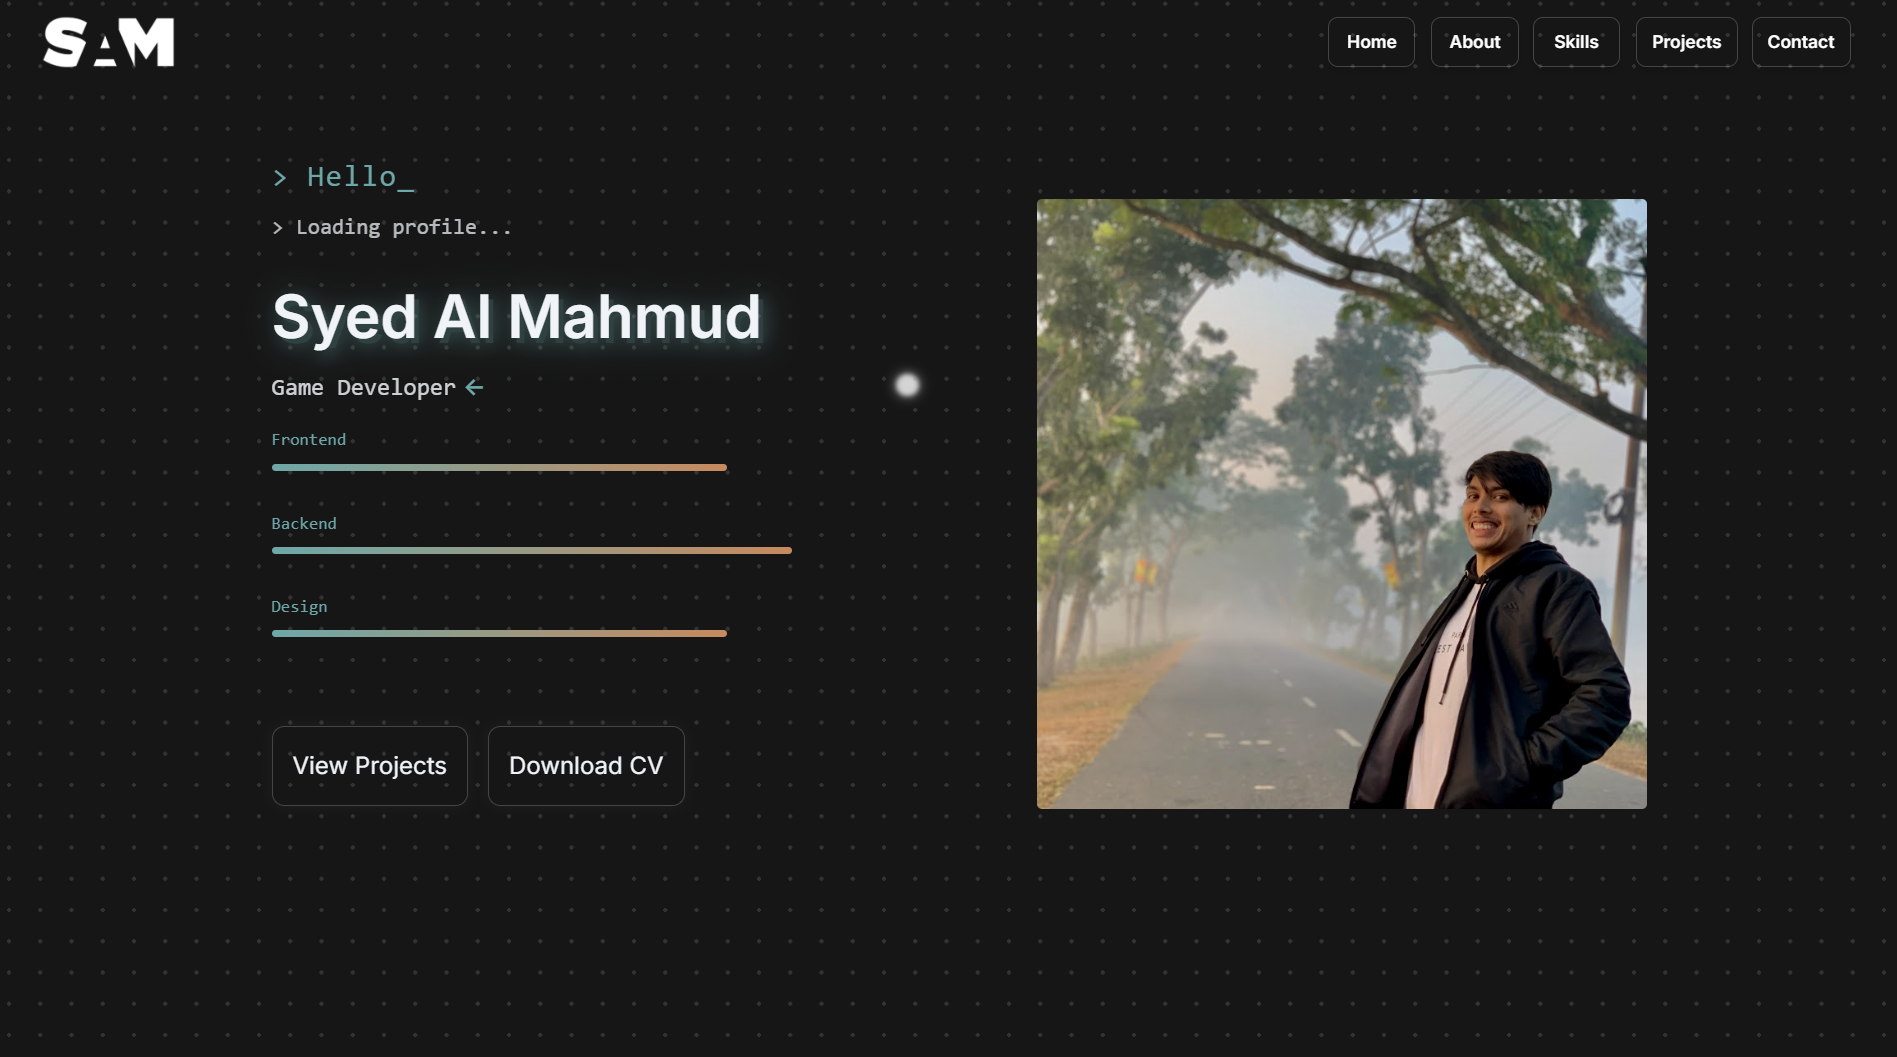 SAM
Home
About
Skills
Projects
Contact
> Hello_
> Loading profile...
Syed Al Mahmud
Game Developer ←
Frontend
Backend
Design
View Projects
Download CV